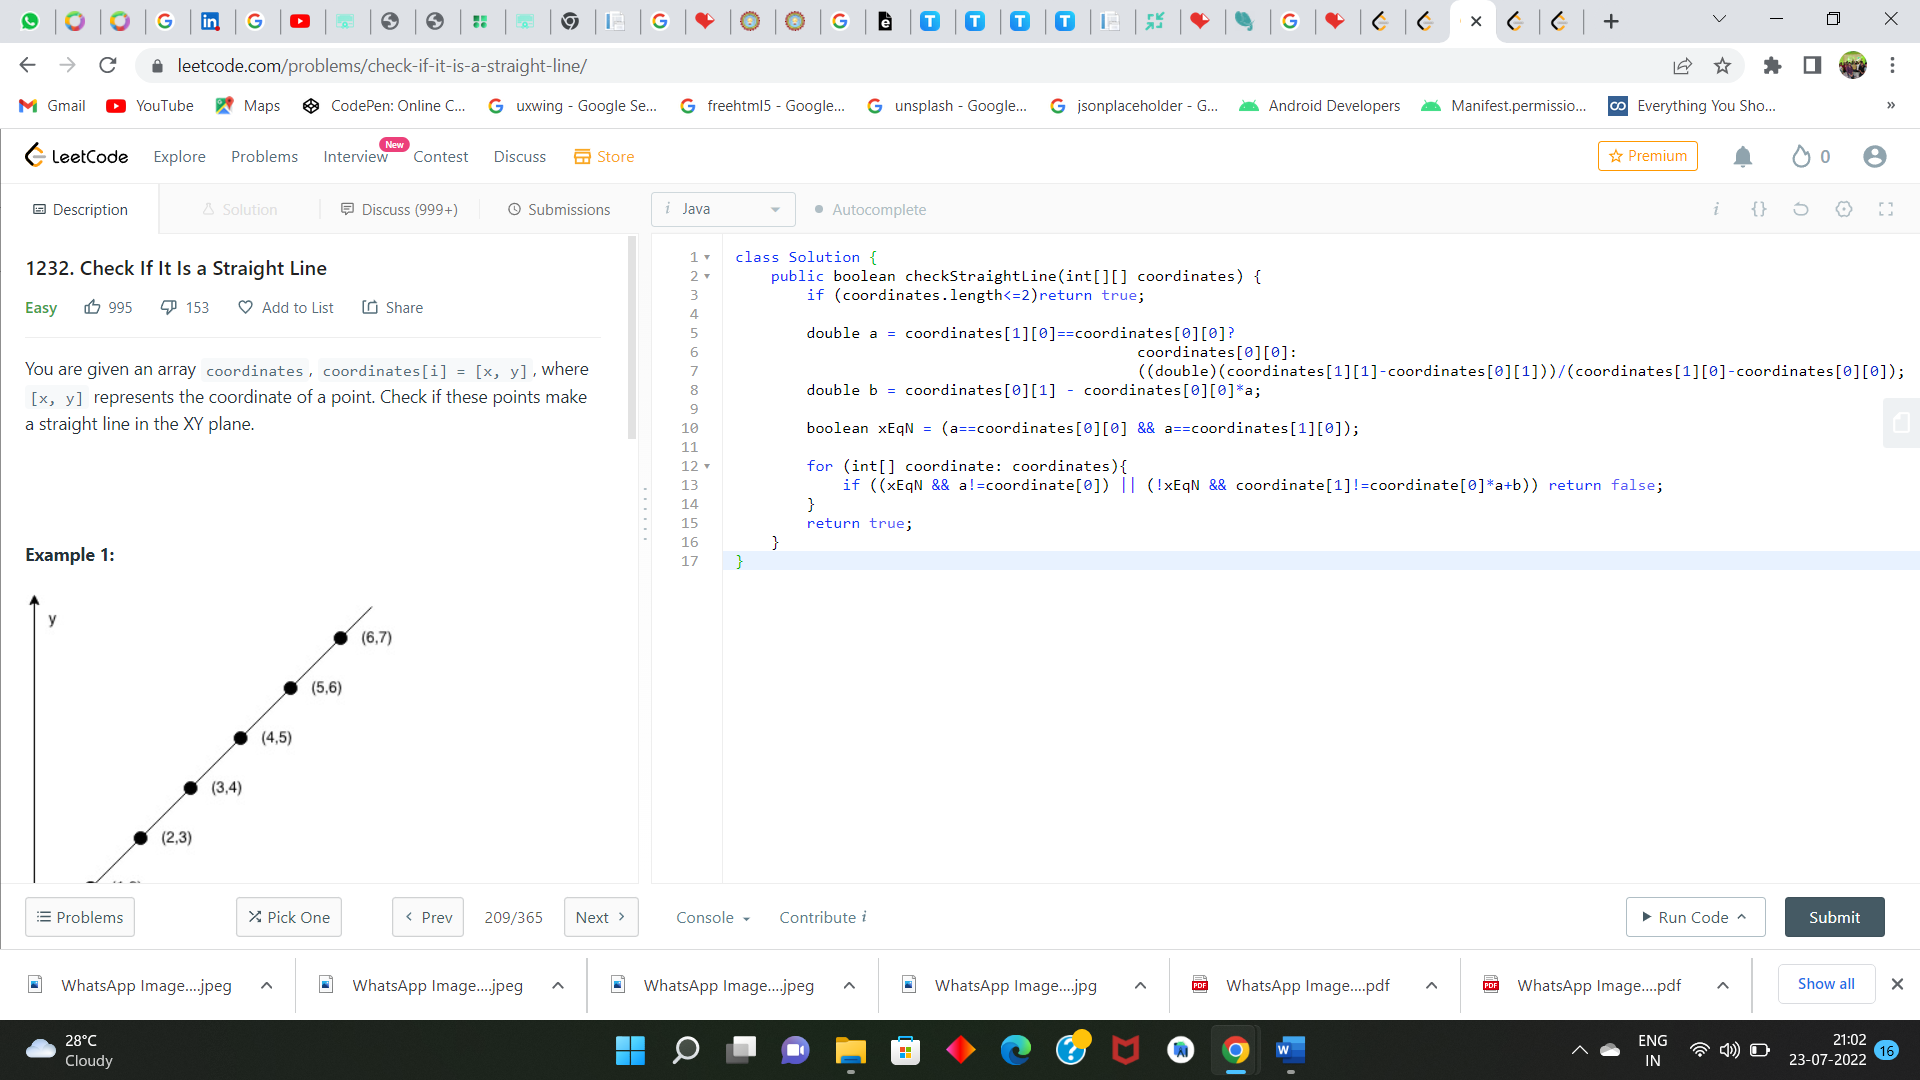 leetcode.com/problems/check-if-it-is-a-straight-line/
Gmail YouTube Maps CodePen: Online C... uxwing - Google Se... freehtml5 - Google... unsplash - Google... jsonplaceholder - G... Android Developers Manifest.permissio... Everything You Sho... »
LeetCode Explore Problems Interview New Contest Discuss Store Premium 0
Description Solution Discuss (999+) Submissions i Java Autocomplete i {}
1232. Check If It Is a Straight Line
Easy 995 153 Add to List Share
You are given an array coordinates, coordinates[i] = [x, y], where
[x, y] represents the coordinate of a point. Check if these points make
a straight line in the XY plane.
Example 1:
y
(6,7)
(5,6)
(4,5)
(3,4)
(2,3)
1 class Solution {
2 public boolean checkStraightLine(int[][] coordinates) {
3 if (coordinates.length<=2)return true;
4
5 double a = coordinates[1][0]==coordinates[0][0]?
6 coordinates[0][0]:
7 ((double)(coordinates[1][1]-coordinates[0][1]))/(coordinates[1][0]-coordinates[0][0]);
8 double b = coordinates[0][1] - coordinates[0][0]*a;
9
10 boolean xEqN = (a==coordinates[0][0] && a==coordinates[1][0]);
11
12 for (int[] coordinate: coordinates){
13 if ((xEqN && a!=coordinate[0]) || (!xEqN && coordinate[1]!=coordinate[0]*a+b)) return false;
14 }
15 return true;
16 }
17 }
Problems Pick One Prev 209/365 Next Console Contribute i Run Code Submit
WhatsApp Image....jpeg WhatsApp Image....jpeg WhatsApp Image....jpeg WhatsApp Image....jpg PDF WhatsApp Image....pdf PDF WhatsApp Image....pdf Show all
28°C
Cloudy
ENG
IN
21:02
23-07-2022
16